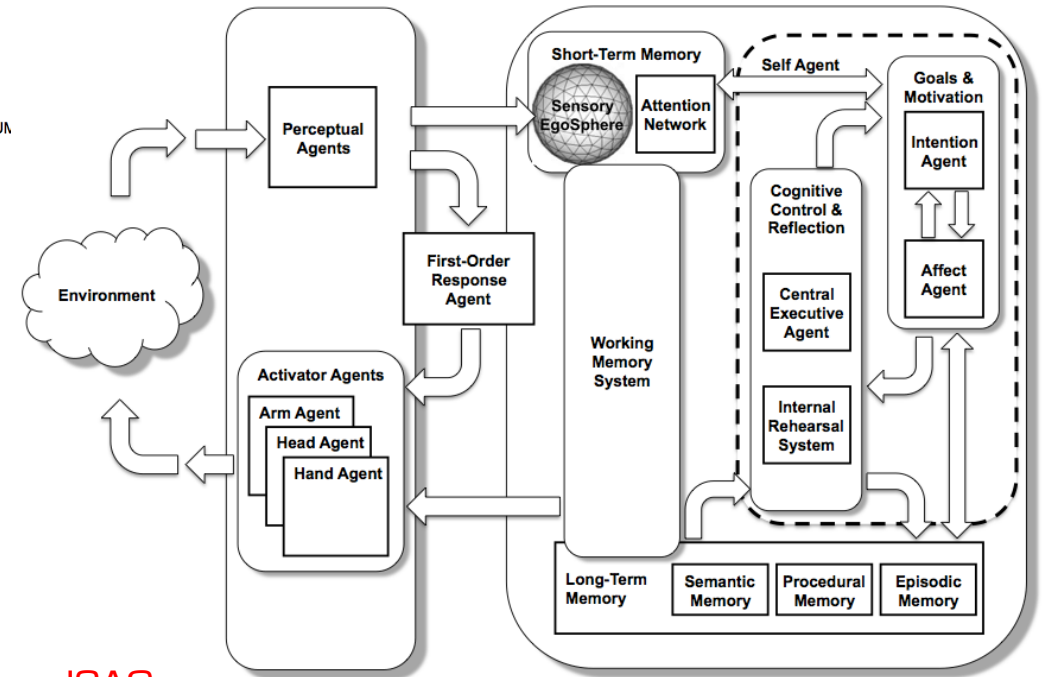 Short-Term Memory
Sensory
EgoSphere
Attention
Network
Self Agent
Goals &
Motivation
Intention
Agent
Affect
Agent
Perceptual
Agents
Cognitive
Control &
Reflection
Central
Executive
Agent
Internal
Rehearsal
System
First-Order
Response
Agent
Environment
Working
Memory
System
Activator Agents
Arm Agent
Head Agent
Hand Agent
Long-Term
Memory
Semantic
Memory
Procedural
Memory
Episodic
Memory